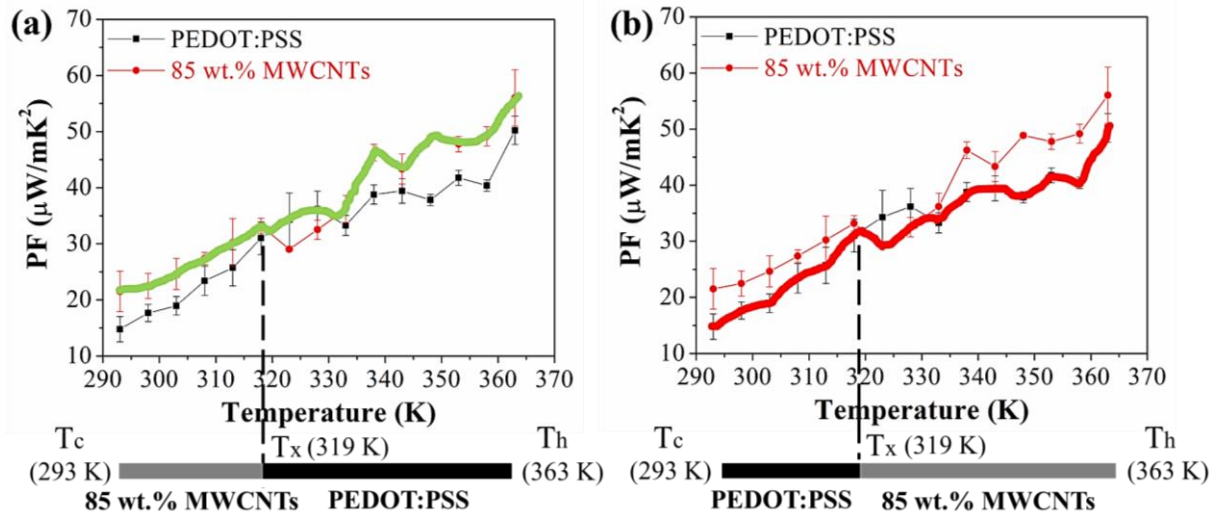 (a)
70
60
50
40
30
20
10
PF (μW/mK²)
PEDOT:PSS
85 wt.% MWCNTs
290 300 310 320 330 340 350 360 370
Temperature (K)
Tc
(293 K)
Tx (319 K)
Th
(363 K)
85 wt.% MWCNTs PEDOT:PSS
(b)
70
60
50
40
30
20
10
PF (μW/mK²)
PEDOT:PSS
85 wt.% MWCNTs
290 300 310 320 330 340 350 360 370
Temperature (K)
Tc
(293 K)
Tx (319 K)
Th
(363 K)
PEDOT:PSS 85 wt.% MWCNTs